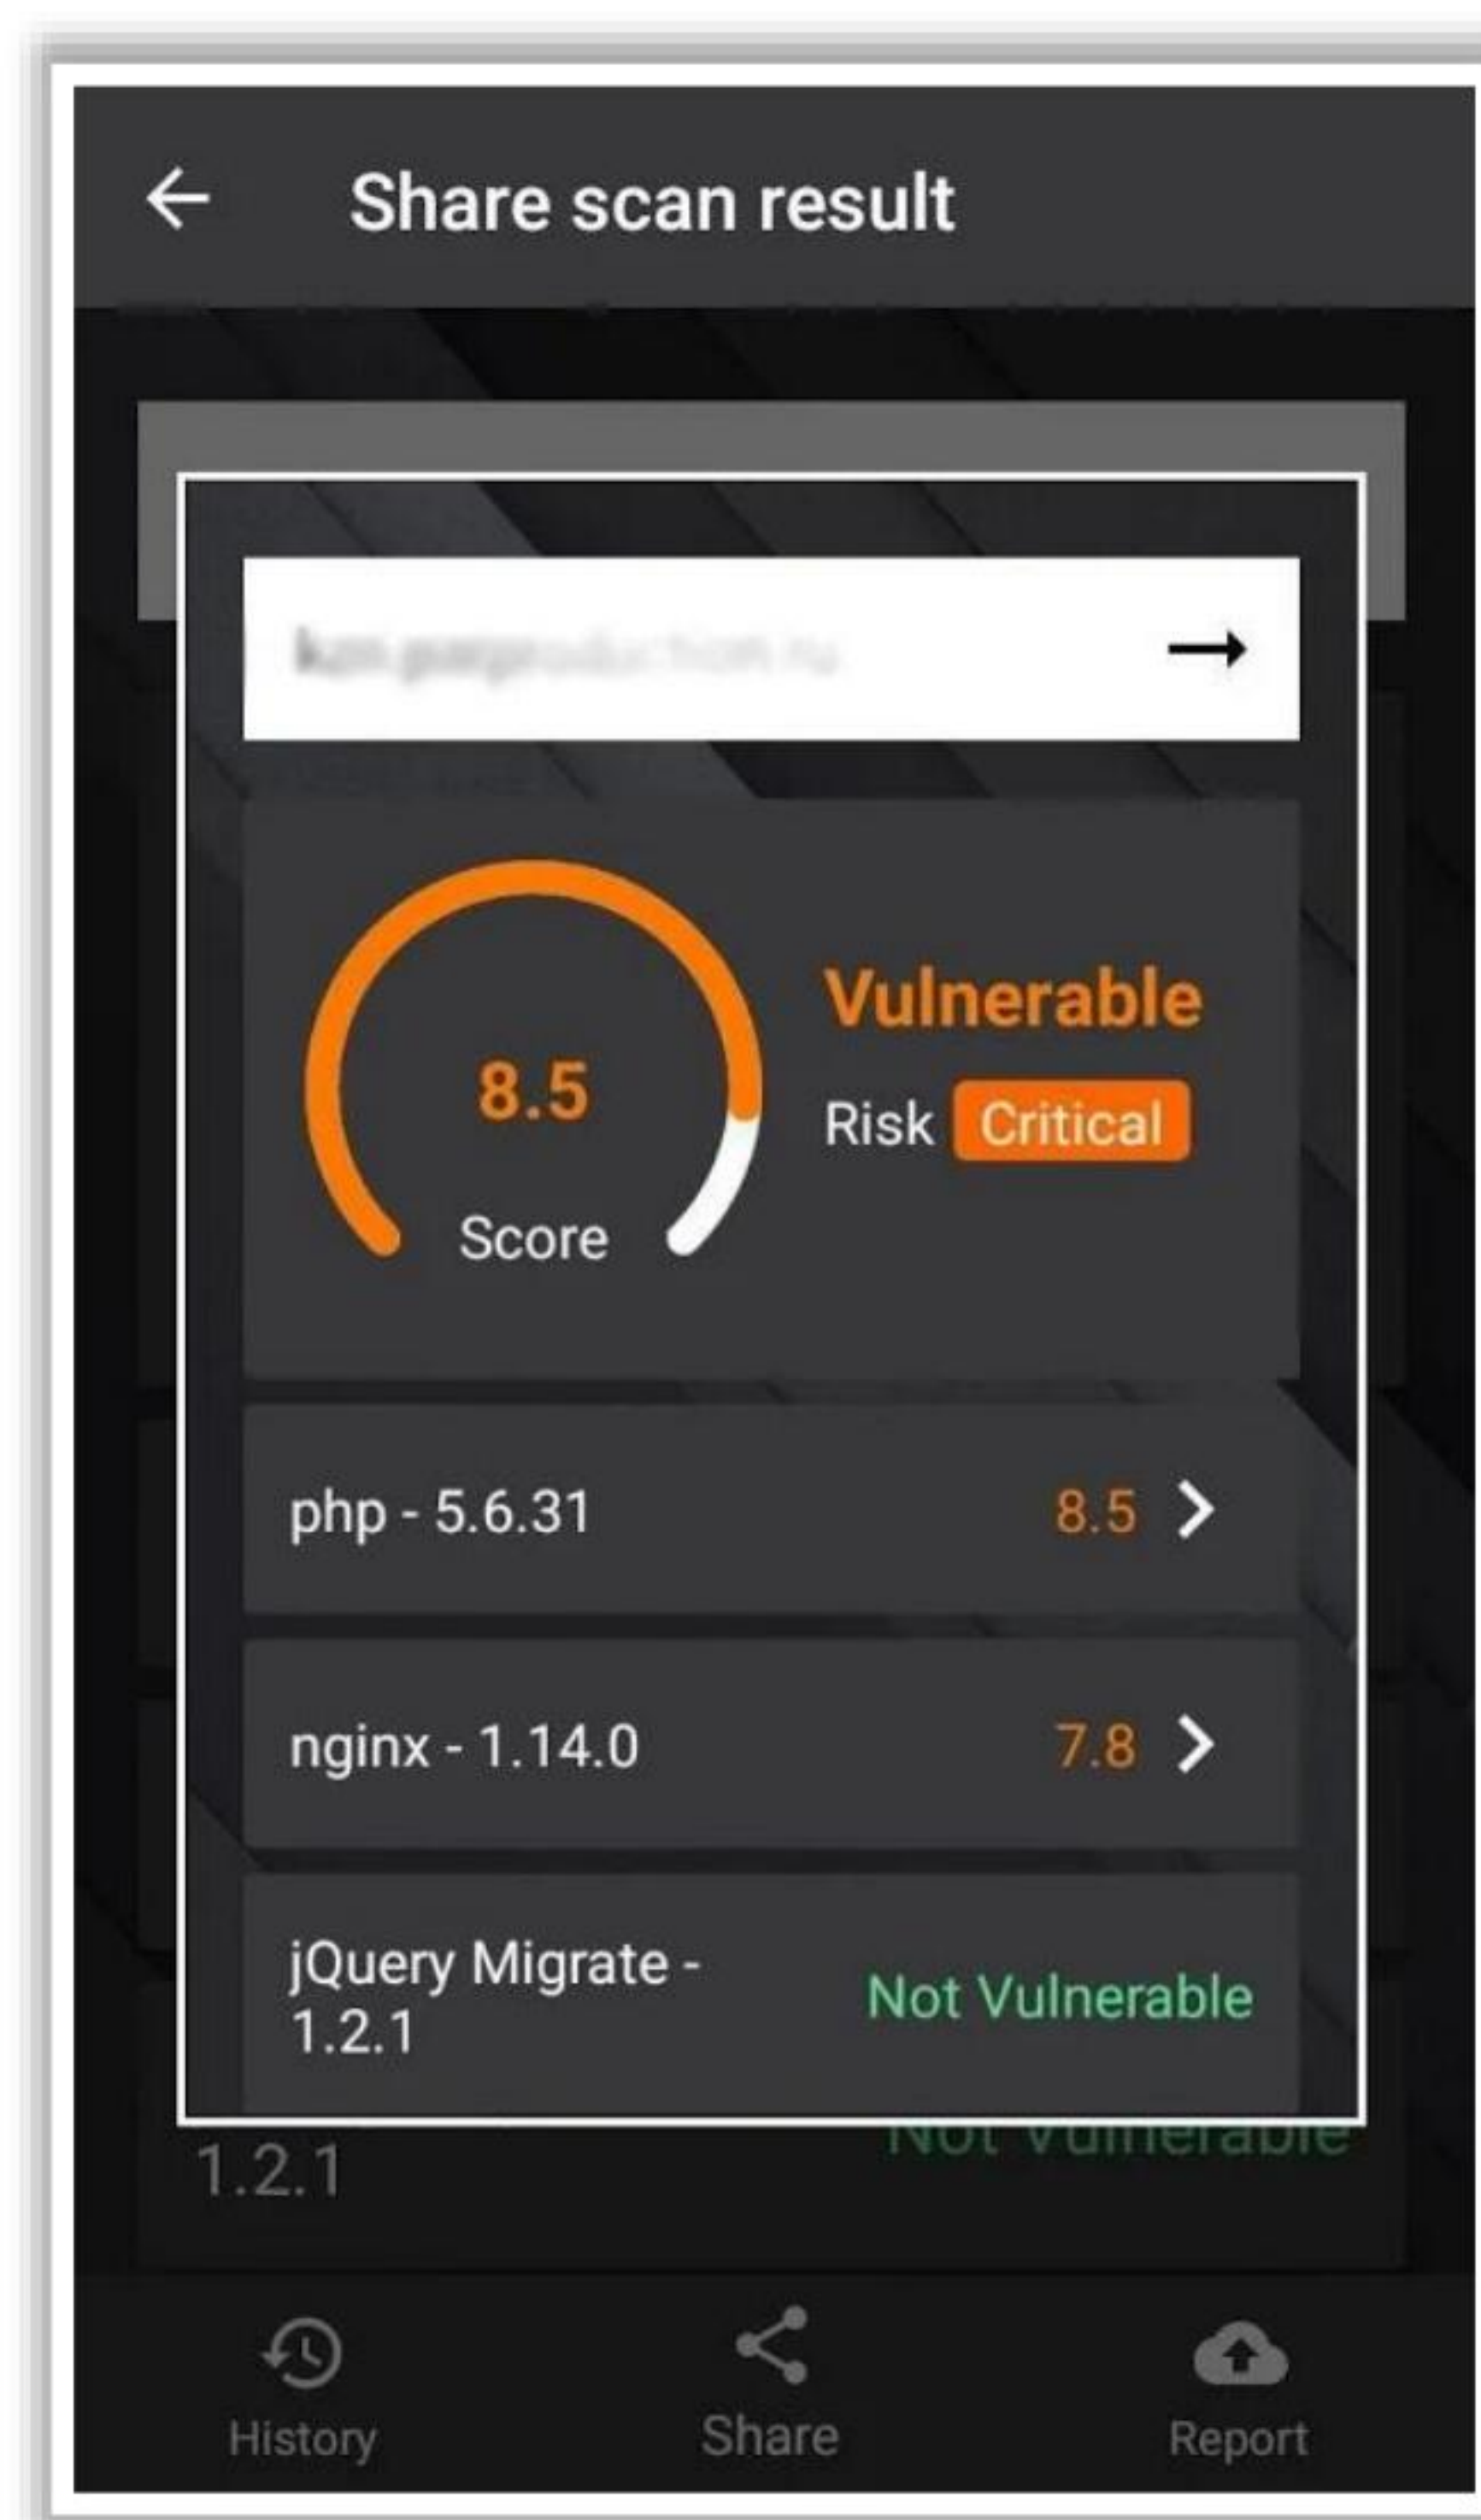 Share scan result
8.5
Score
Vulnerable
Risk Critical
php - 5.6.31 8.5
nginx - 1.14.0 7.8
jQuery Migrate -
1.2.1
Not Vulnerable
1.2.1
Not Vulnerable
History
Share
Report